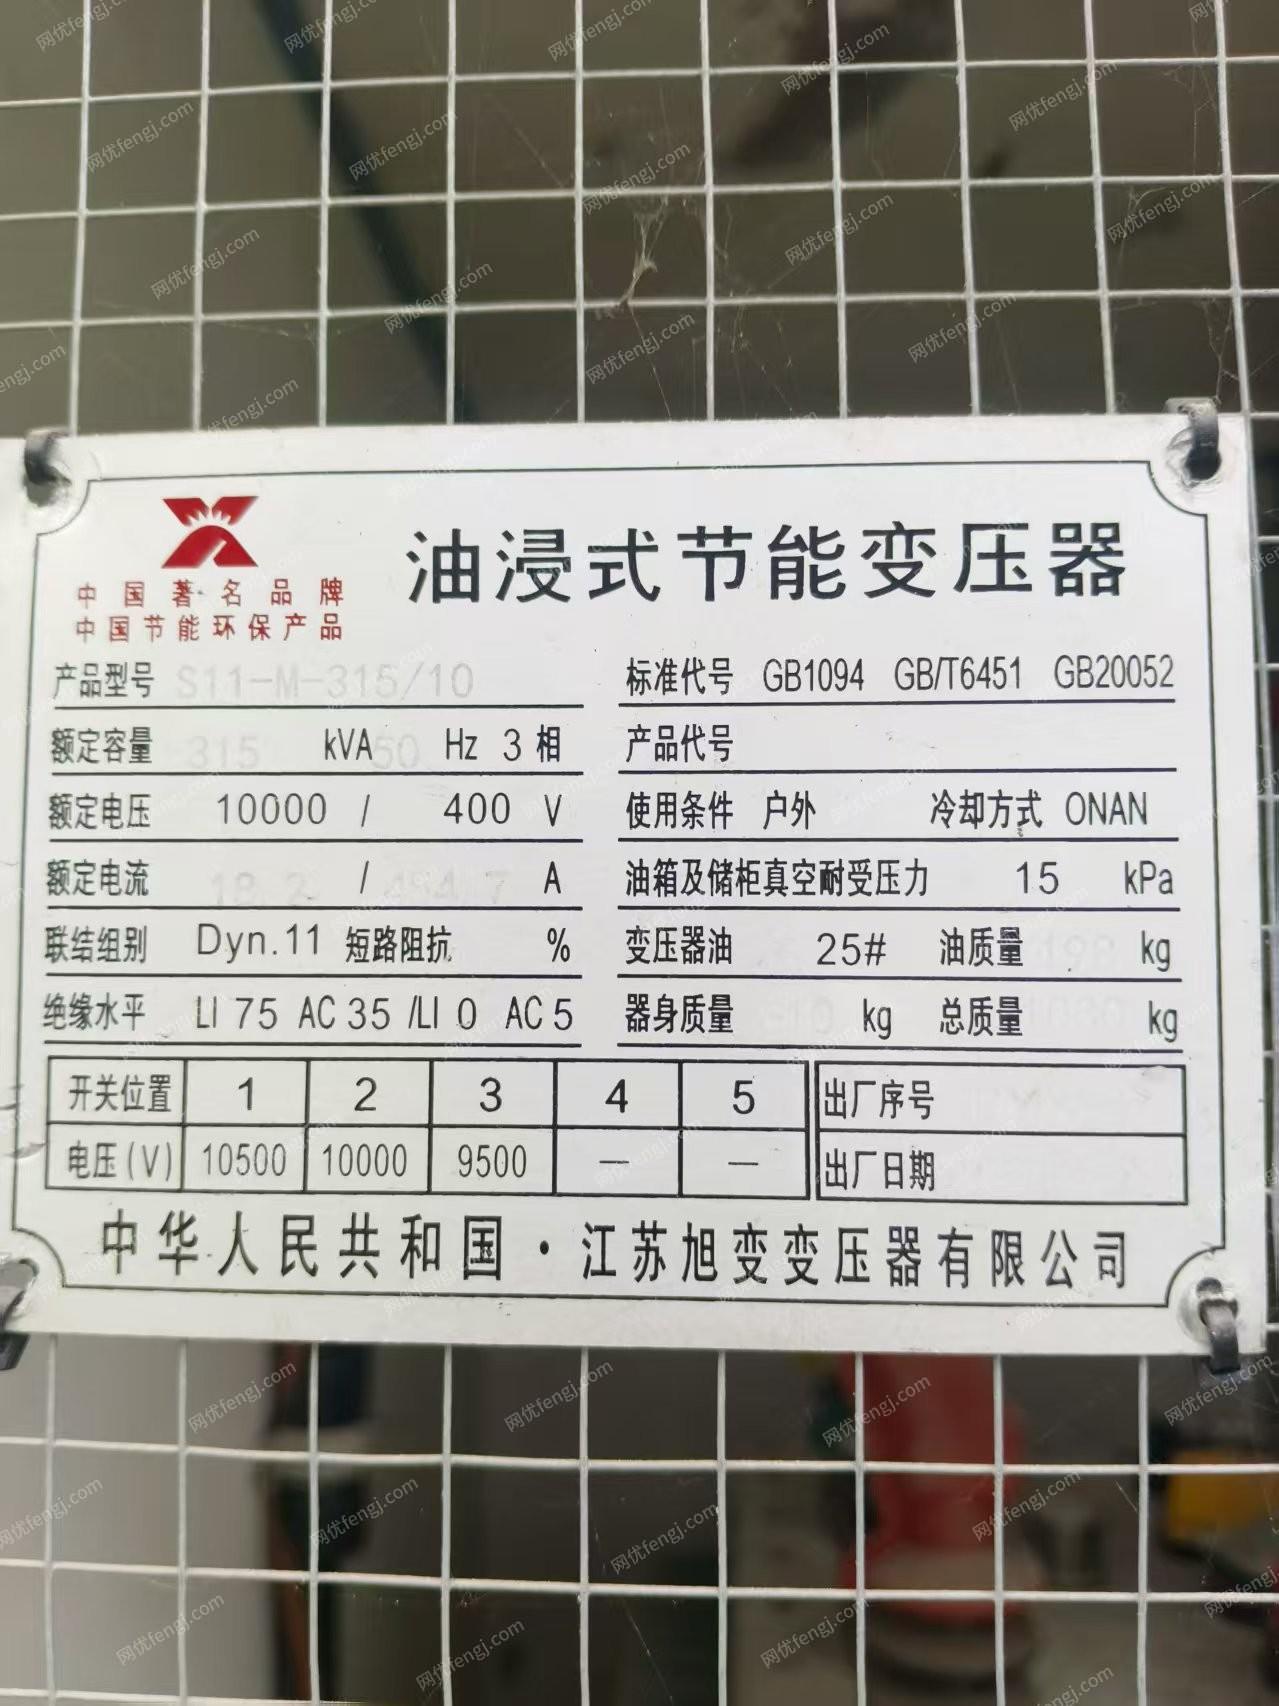 中国著名品牌
中国节能环保产品
油浸式节能变压器
产品型号 S11-M-315/10
标准代号 GB1094 GB/T6451 GB20052
额定容量 315 kVA 50 Hz 3 相
产品代号
额定电压 10000 / 400 V
使用条件 户外 冷却方式 ONAN
额定电流 18.2 / 454.7 A
油箱及储柜真空耐受压力 15 kPa
联结组别 Dyn.11 短路阻抗 %
变压器油 25# 油质量 kg
绝缘水平 LI 75 AC 35 /LI 0 AC 5
器身质量 kg 总质量 kg
开关位置 1 2 3 4 5
出厂序号
电压(V) 10500 10000 9500 — —
出厂日期
中华人民共和国·江苏旭变变压器有限公司
网优fengj.com